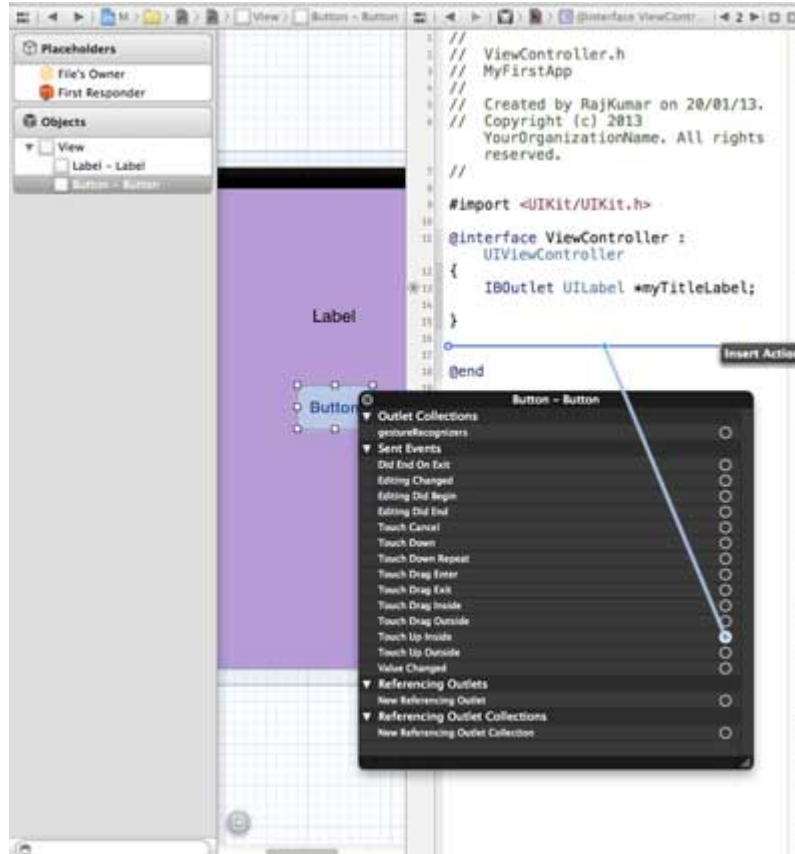 M
View
Button - Button
@interface ViewContr...
2
Placeholders
File's Owner
First Responder
Objects
View
Label - Label
Button - Button
Label
Button
//
// ViewController.h
// MyFirstApp
//
// Created by RajKumar on 20/01/13.
// Copyright (c) 2013
YourOrganizationName. All rights
reserved.
//
#import <UIKit/UIKit.h>
@interface ViewController :
UIViewController
{
IBOutlet UILabel *myTitleLabel;
}
Insert Action
@end
Button - Button
Outlet Collections
gestureRecognizers
Sent Events
Did End On Exit
Editing Changed
Editing Did Begin
Editing Did End
Touch Cancel
Touch Down
Touch Down Repeat
Touch Drag Enter
Touch Drag Exit
Touch Drag Inside
Touch Drag Outside
Touch Up Inside
Touch Up Outside
Value Changed
Referencing Outlets
New Referencing Outlet
Referencing Outlet Collections
New Referencing Outlet Collection